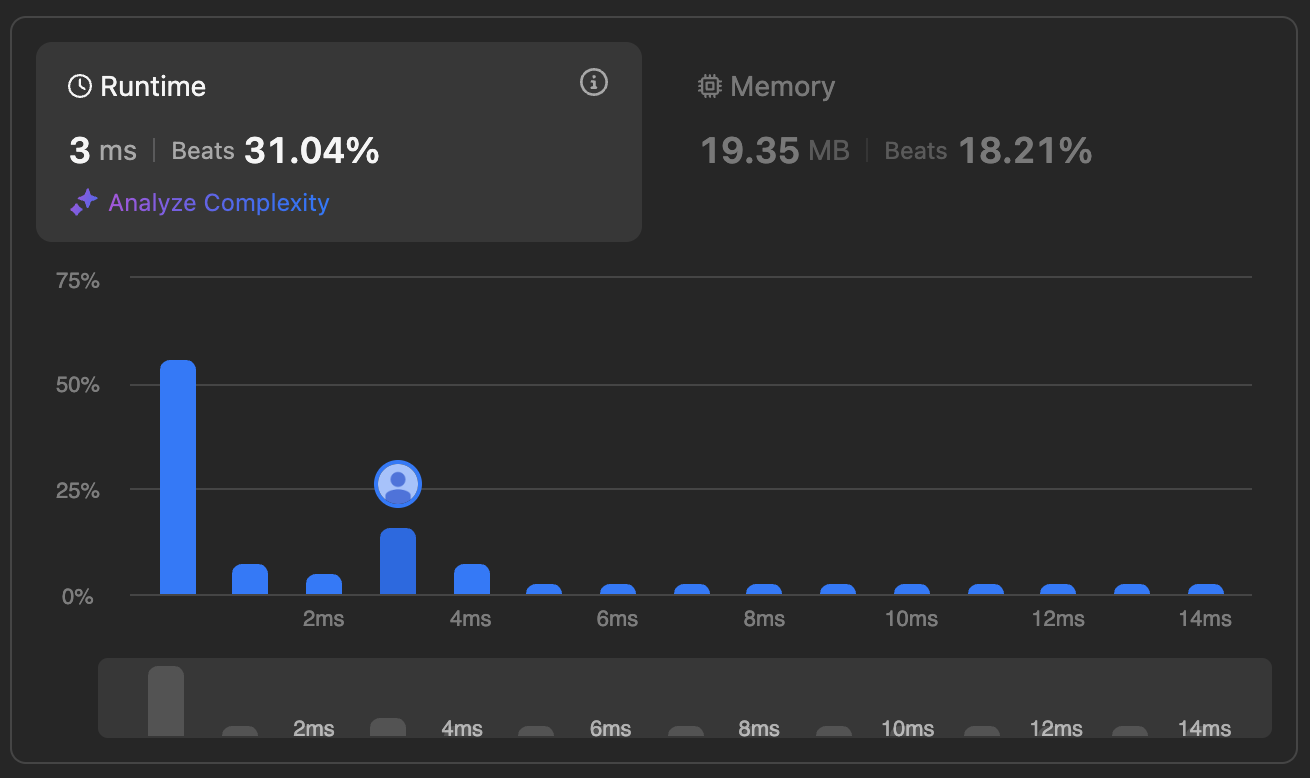 Runtime
3 ms | Beats 31.04%
Analyze Complexity
Memory
19.35 MB | Beats 18.21%
75%
50%
25%
0%
2ms 4ms 6ms 8ms 10ms 12ms 14ms
2ms 4ms 6ms 8ms 10ms 12ms 14ms